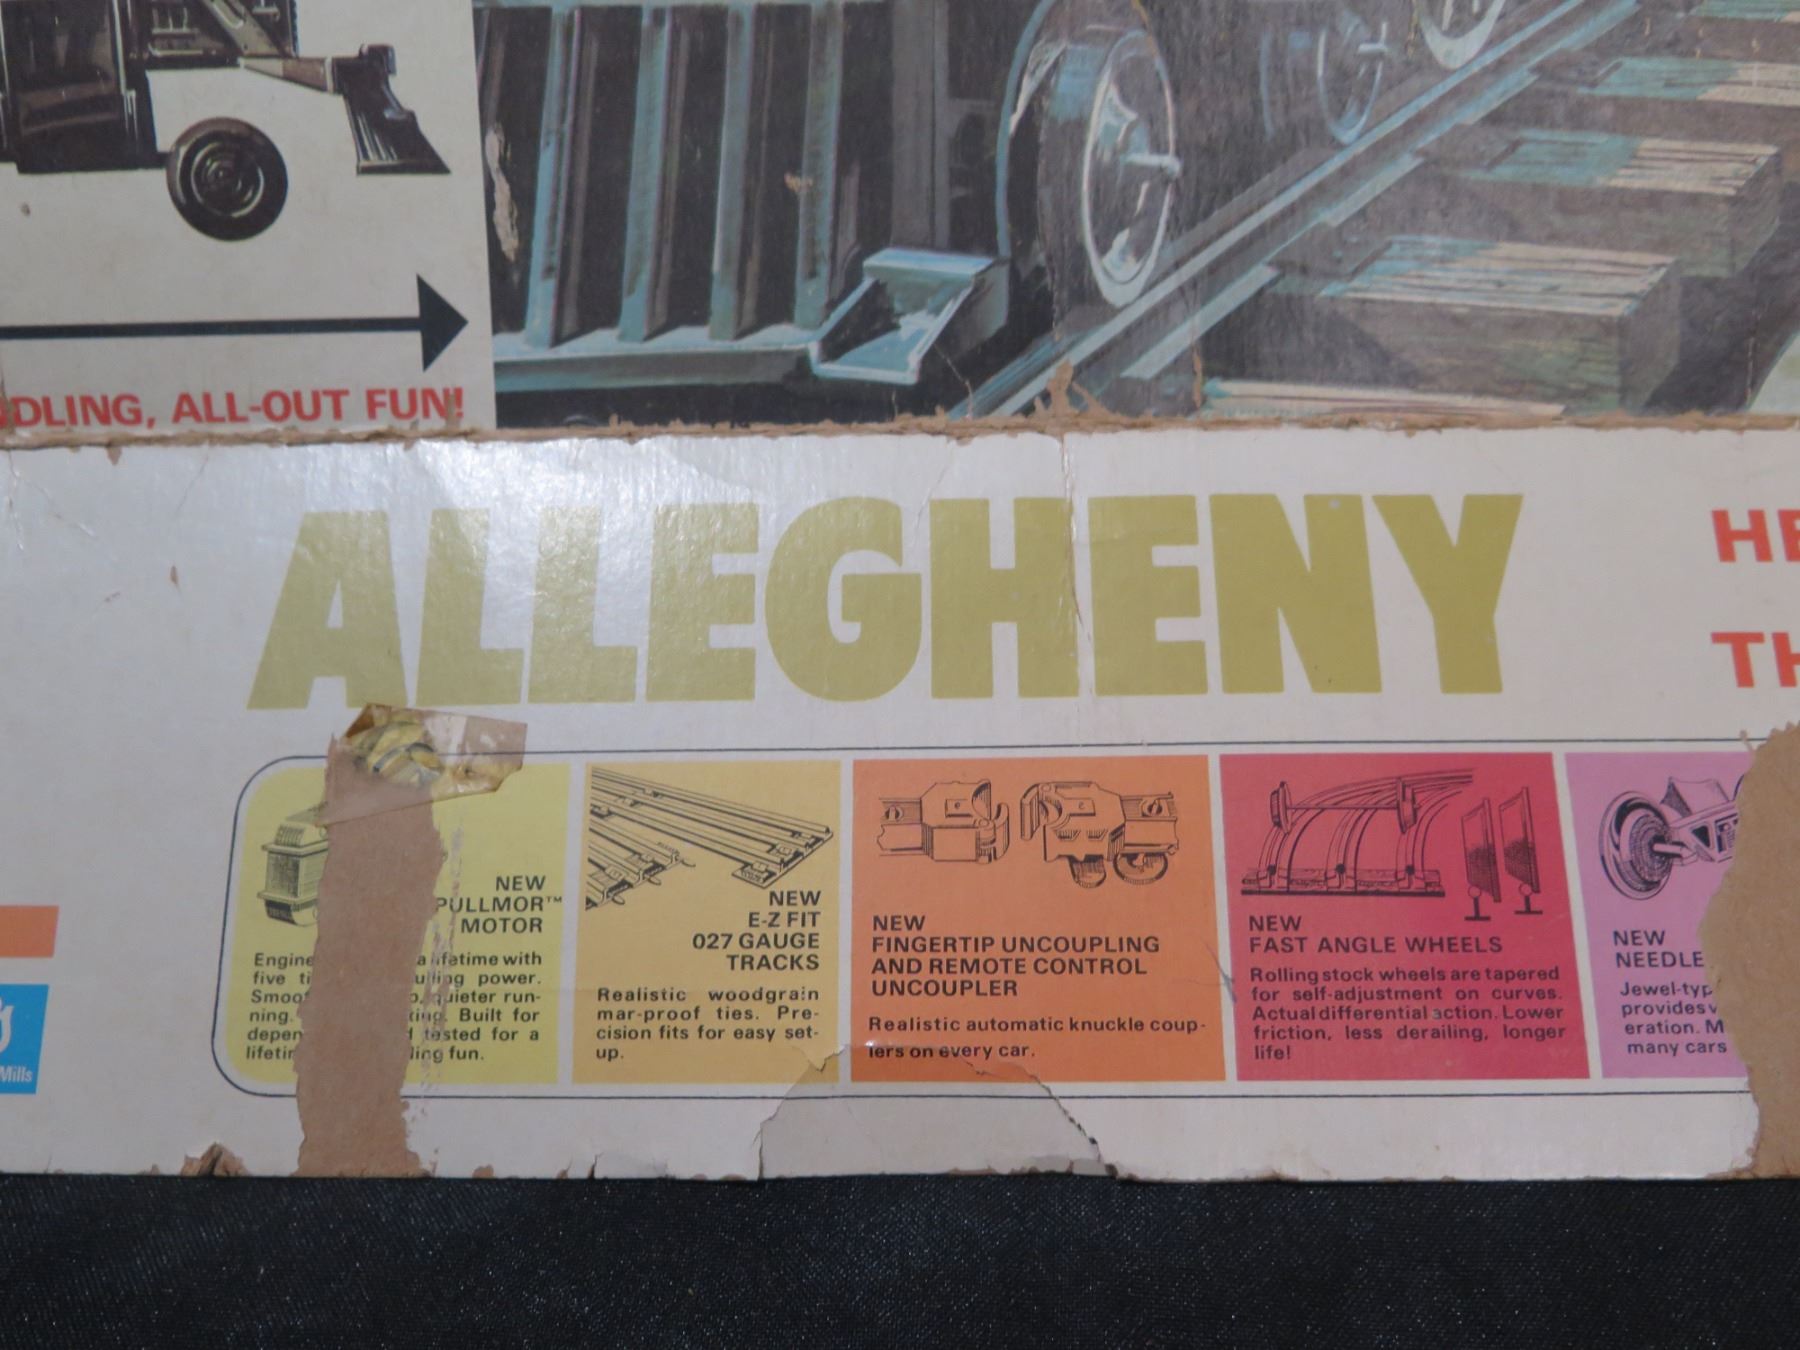 DLING, ALL-OUT FUN!
ALLEGHENY
HE
TH
NEW
PULLMOR™
MOTOR
Engine a lifetime with
five ti ulling power.
Smoo o, quieter run-
ning. ting. Built for
depen d tested for a
lifetim ling fun.
NEW
E-Z FIT
027 GAUGE
TRACKS
Realistic woodgrain
mar-proof ties. Pre-
cision fits for easy set-
up.
NEW
FINGERTIP UNCOUPLING
AND REMOTE CONTROL
UNCOUPLER
Realistic automatic knuckle coup-
lers on every car.
NEW
FAST ANGLE WHEELS
Rolling stock wheels are tapered
for self-adjustment on curves.
Actual differential action. Lower
friction, less derailing, longer
life!
NEW
NEEDLE
Jewel-typ
provides v
eration. M
many cars
Mills